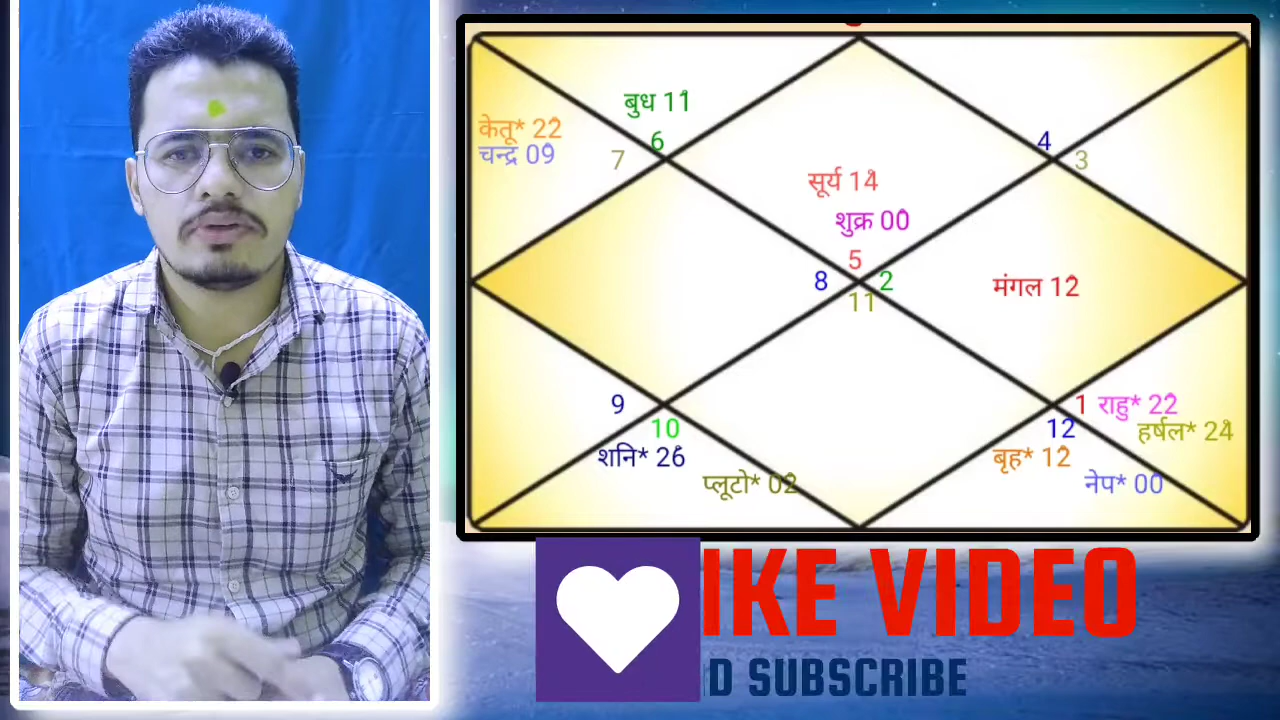 बुध 11°
केतू* 22°
6
4
चन्द्र 09°
7
3
सूर्य 14°
शुक्र 00°
5
8
2
मंगल 12°
11
9
1 राहु* 22°
10
12
हर्षल* 24°
शनि* 26°
बृह* 12°
प्लूटो* 02°
नेप* 00°
IKE VIDEO
D SUBSCRIBE